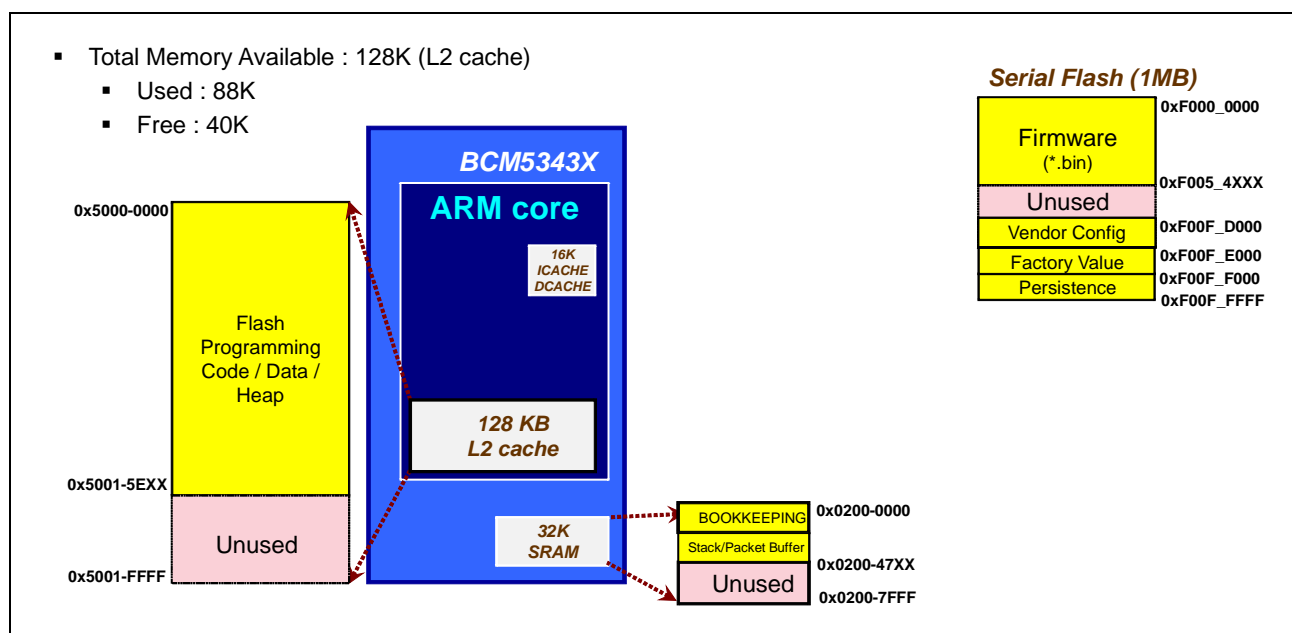 ▪ Total Memory Available : 128K (L2 cache)
▪ Used : 88K
▪ Free : 40K
0x5000-0000
Flash
Programming
Code / Data /
Heap
0x5001-5EXX
Unused
0x5001-FFFF
BCM5343X
ARM core
16K
ICACHE
DCACHE
128 KB
L2 cache
32K
SRAM
BOOKKEEPING
0x0200-0000
Stack/Packet Buffer
0x0200-47XX
Unused
0x0200-7FFF
Serial Flash (1MB)
0xF000_0000
Firmware
(*.bin)
0xF005_4XXX
Unused
Vendor Config
0xF00F_D000
Factory Value
0xF00F_E000
Persistence
0xF00F_F000
0xF00F_FFFF